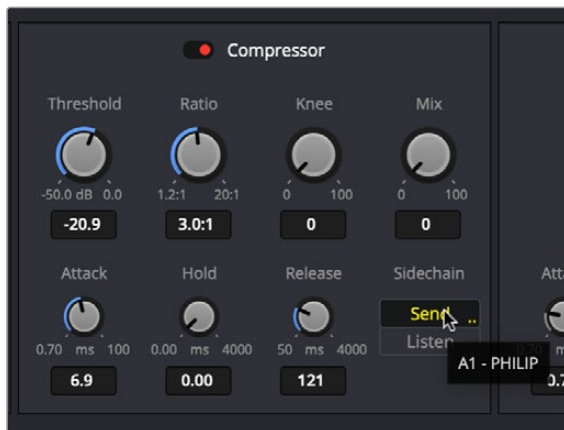 Compressor
Threshold Ratio Knee Mix
-50.0 dB 0.0 1.2:1 20:1 0 100 0 100
-20.9 3.0:1 0 0
Attack Hold Release Sidechain
Send ..
0.70 ms 100 0.00 ms 4000 50 ms 4000 Listen
A1 - PHILIP
6.9 0.00 121